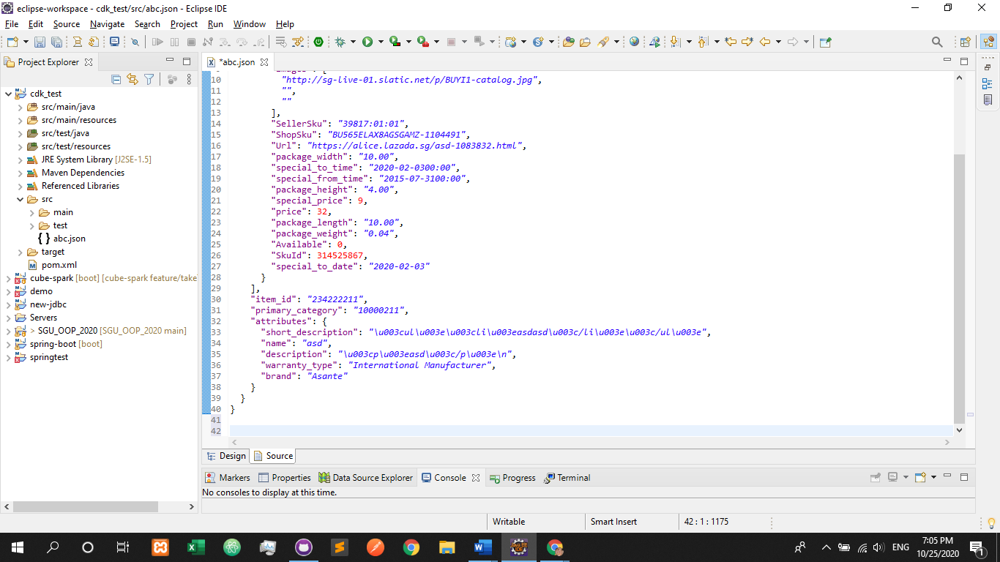 eclipse-workspace - cdk_test/src/abc.json - Eclipse IDE
File Edit Source Navigate Search Project Run Window Help
Project Explorer
*abc.json
cdk_test
src/main/java
src/main/resources
src/test/java
src/test/resources
JRE System Library [J2SE-1.5]
Maven Dependencies
Referenced Libraries
src
main
test
{ } abc.json
target
pom.xml
cube-spark [boot] [cube-spark feature/take
demo
new-jdbc
Servers
> SGU_OOP_2020 [SGU_OOP_2020 main]
spring-boot [boot]
springtest
10 "http://sg-live-01.slatic.net/p/BUYI1-catalog.jpg",
11 "",
12 ""
13 ],
14 "SellerSku": "39817:01:01",
15 "ShopSku": "BU565ELAX8AGSGAMZ-1104491",
16 "Url": "https://alice.lazada.sg/asd-1083832.html",
17 "package_width": "10.00",
18 "special_to_time": "2020-02-0300:00",
19 "special_from_time": "2015-07-3100:00",
20 "package_height": "4.00",
21 "special_price": 9,
22 "price": 32,
23 "package_length": "10.00",
24 "package_weight": "0.04",
25 "Available": 0,
26 "SkuId": 314525867,
27 "special_to_date": "2020-02-03"
28 }
29 ],
30 "item_id": "234222211",
31 "primary_category": "10000211",
32 "attributes": {
33 "short_description": "\u003cul\u003e\u003cli\u003easdasd\u003c/li\u003e\u003c/ul\u003e",
34 "name": "asd",
35 "description": "\u003cp\u003easd\u003c/p\u003e\n",
36 "warranty_type": "International Manufacturer",
37 "brand": "Asante"
38 }
39 }
40 }
41
42
Design Source
Markers Properties Data Source Explorer Console Progress Terminal
No consoles to display at this time.
Writable Smart Insert 42 : 1 : 1175
ENG
7:05 PM
10/25/2020
1